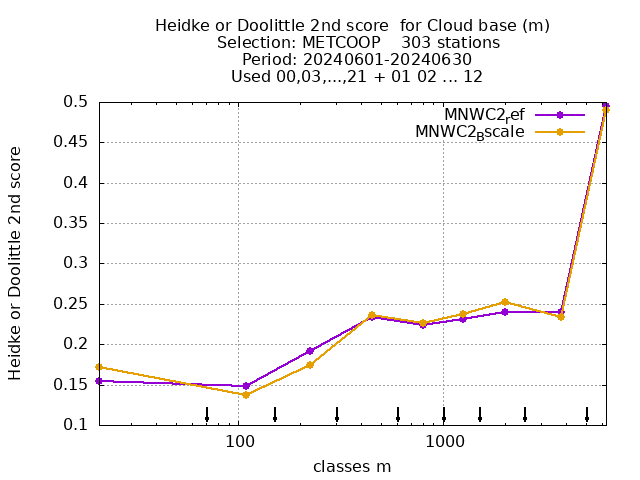 Heidke or Doolittle 2nd score  for Cloud base (m)
Selection: METCOOP    303 stations
Period: 20240601-20240630
Used 00,03,...,21 + 01 02 ... 12
MNWC2ref
MNWC2Bscale
0.5
0.45
0.4
0.35
0.3
0.25
0.2
0.15
0.1
Heidke or Doolittle 2nd score
100
1000
classes m